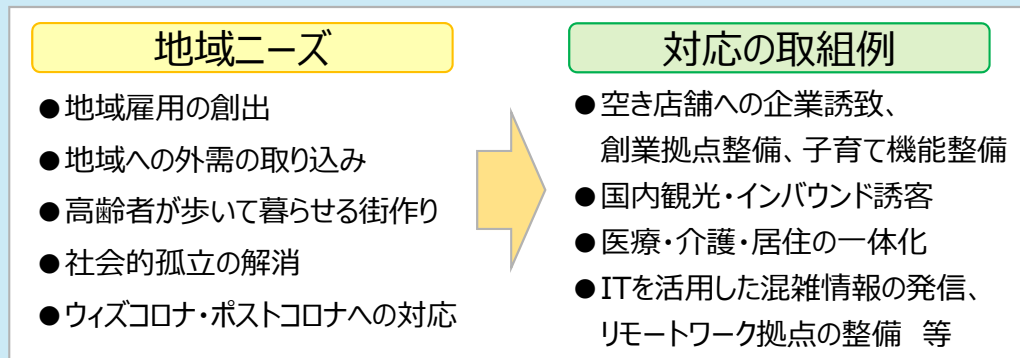 地域ニーズ
●地域雇用の創出
●地域への外需の取り込み
●高齢者が歩いて暮らせる街作り
●社会的孤立の解消
●ウィズコロナ・ポストコロナへの対応
対応の取組例
●空き店舗への企業誘致、
創業拠点整備、子育て機能整備
●国内観光・インバウンド誘客
●医療・介護・居住の一体化
●ITを活用した混雑情報の発信、
リモートワーク拠点の整備 等